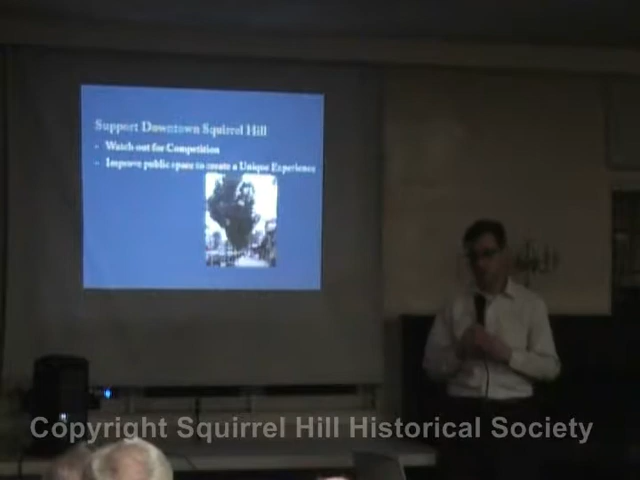 Support Downtown Squirrel Hill
- Watch out for Competition
- Improve public space to create a Unique Experience
Copyright Squirrel Hill Historical Society